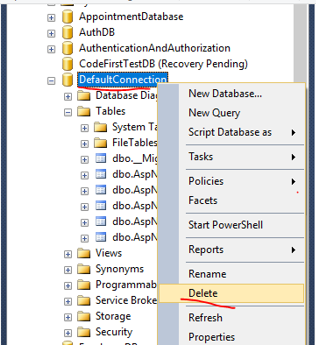 AppointmentDatabase
AuthDB
AuthenticationAndAuthorization
CodeFirstTestDB (Recovery Pending)
DefaultConnection
Database Dia
Tables
System Ta
FileTables
dbo.__Mig
dbo.AspN
dbo.AspN
dbo.AspN
dbo.AspN
dbo.AspN
Views
Synonyms
Programmab
Service Broke
Storage
Security
New Database...
New Query
Script Database as
Tasks
Policies
Facets
Start PowerShell
Reports
Rename
Delete
Refresh
Properties